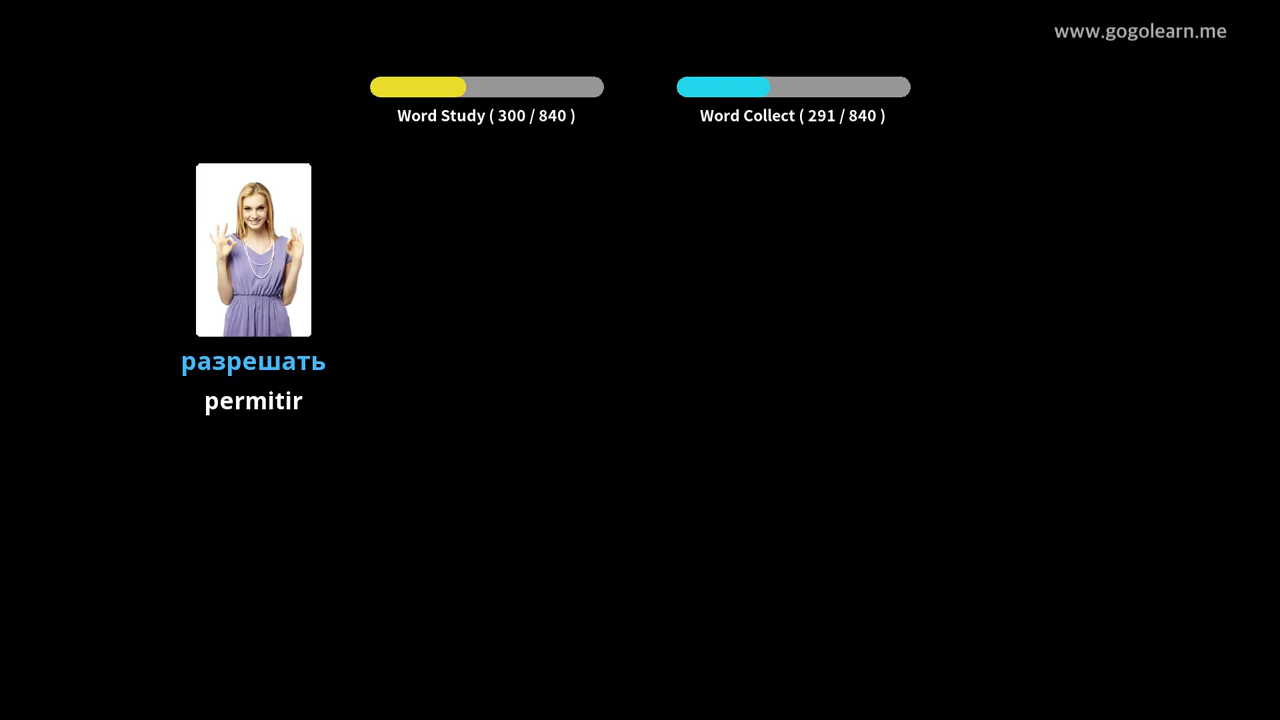 www.gogolearn.me
Word Study ( 300 / 840 )
Word Collect ( 291 / 840 )
разрешать
permitir